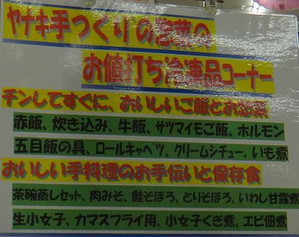 ヤナキ手づくりの惣菜の
お値打ち冷凍品コーナー
チンしてすぐに、おいしいご飯とお惣菜
赤飯、炊き込み、牛飯、サツマイモご飯、ホルモン
五目飯の具、ロールキャベツ、クリームシチュー、いも煮
おいしい手料理のお手伝いと保存食
茶碗蒸しセット、肉みそ、鮭そぼろ、とりそぼろ、いわし甘露煮
生小女子、カマスフライ用、小女子くぎ煮、エビ佃煮